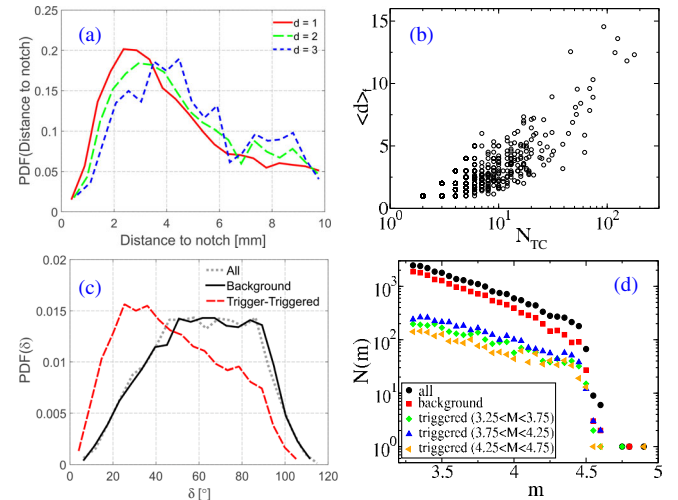 (a)
d = 1
d = 2
d = 3
PDF(Distance to notch)
0.25
0.2
0.15
0.1
0.05
0
0 2 4 6 8 10
Distance to notch [mm]
(b)
<d>t
15
10
5
0
10^0 10^1 10^2
N_TC
(c)
All
Background
Trigger-Triggered
PDF(δ)
0.02
0.015
0.01
0.005
0
0 20 40 60 80 100 120
δ [°]
(d)
N(m)
10^3
10^2
10^1
10^0
all
background
triggered (3.25<M<3.75)
triggered (3.75<M<4.25)
triggered (4.25<M<4.75)
3.5 4 4.5 5
m